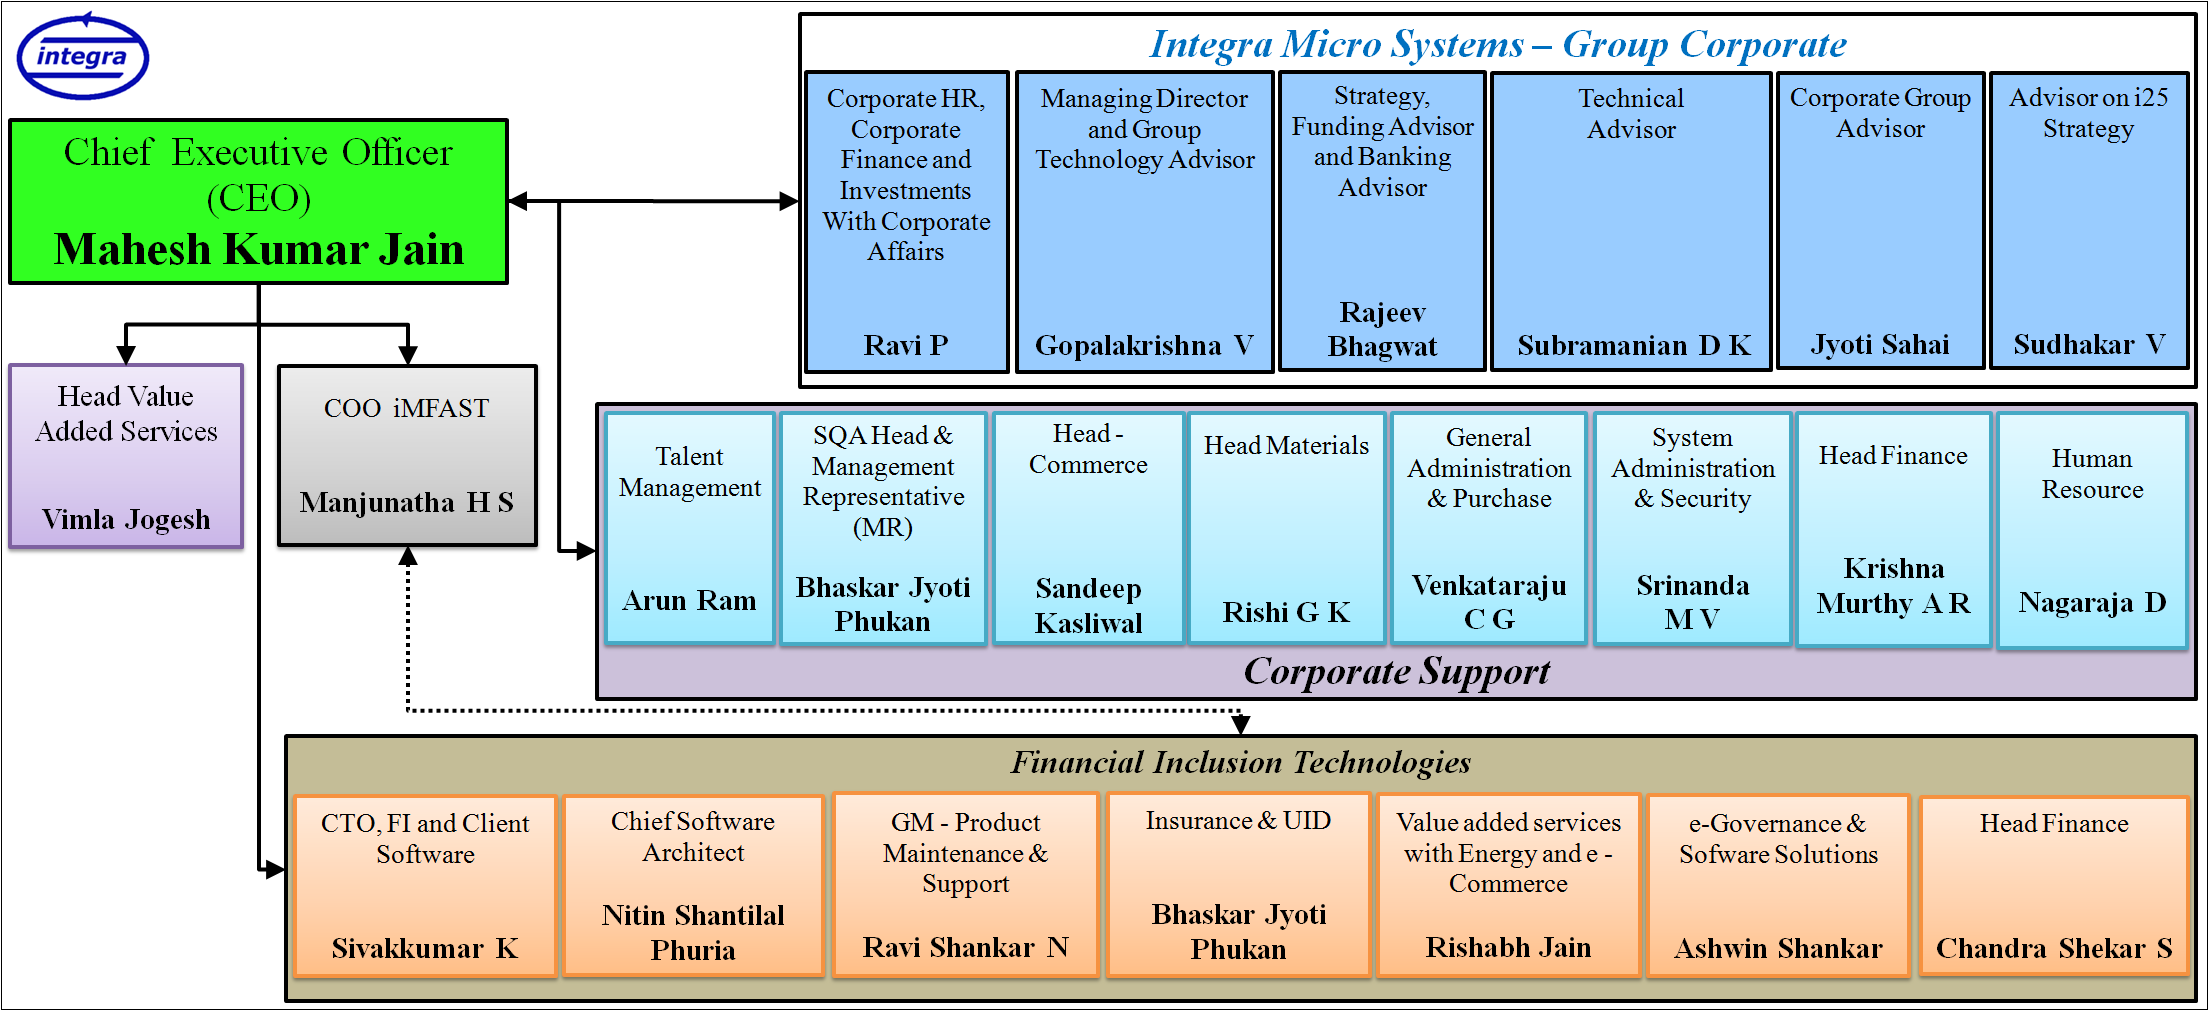 integra
Chief Executive Officer
(CEO)
Mahesh Kumar Jain
Integra Micro Systems – Group Corporate
Corporate HR,
Corporate
Finance and
Investments
With Corporate
Affairs
Ravi P
Managing Director
and Group
Technology Advisor
Gopalakrishna V
Strategy,
Funding Advisor
and Banking
Advisor
Rajeev
Bhagwat
Technical
Advisor
Subramanian D K
Corporate Group
Advisor
Jyoti Sahai
Advisor on i25
Strategy
Sudhakar V
Head Value
Added Services
Vimla Jogesh
COO iMFAST
Manjunatha H S
Talent
Management
Arun Ram
SQA Head &
Management
Representative
(MR)
Bhaskar Jyoti
Phukan
Head -
Commerce
Sandeep
Kasliwal
Head Materials
Rishi G K
General
Administration
& Purchase
Venkataraju
C G
System
Administration
& Security
Srinanda
M V
Head Finance
Krishna
Murthy A R
Human
Resource
Nagaraja D
Corporate Support
Financial Inclusion Technologies
CTO, FI and Client
Software
Sivakkumar K
Chief Software
Architect
Nitin Shantilal
Phuria
GM - Product
Maintenance &
Support
Ravi Shankar N
Insurance & UID
Bhaskar Jyoti
Phukan
Value added services
with Energy and e -
Commerce
Rishabh Jain
e-Governance &
Sofware Solutions
Ashwin Shankar
Head Finance
Chandra Shekar S